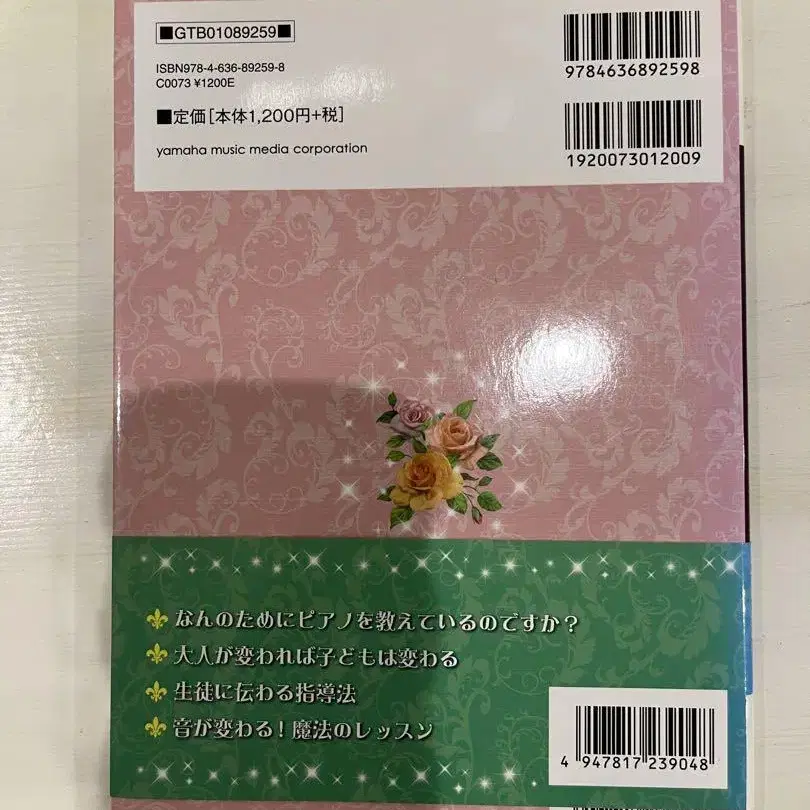 ■GTB01089259■
ISBN978-4-636-89259-8
C0073 ¥1200E
■定価[本体1,200円+税]
yamaha music media corporation
9784636892598
1920073012009
なんのためにピアノを教えているのですか?
大人が変われば子どもは変わる
生徒に伝わる指導法
音が変わる!魔法のレッスン
4 947817 239048